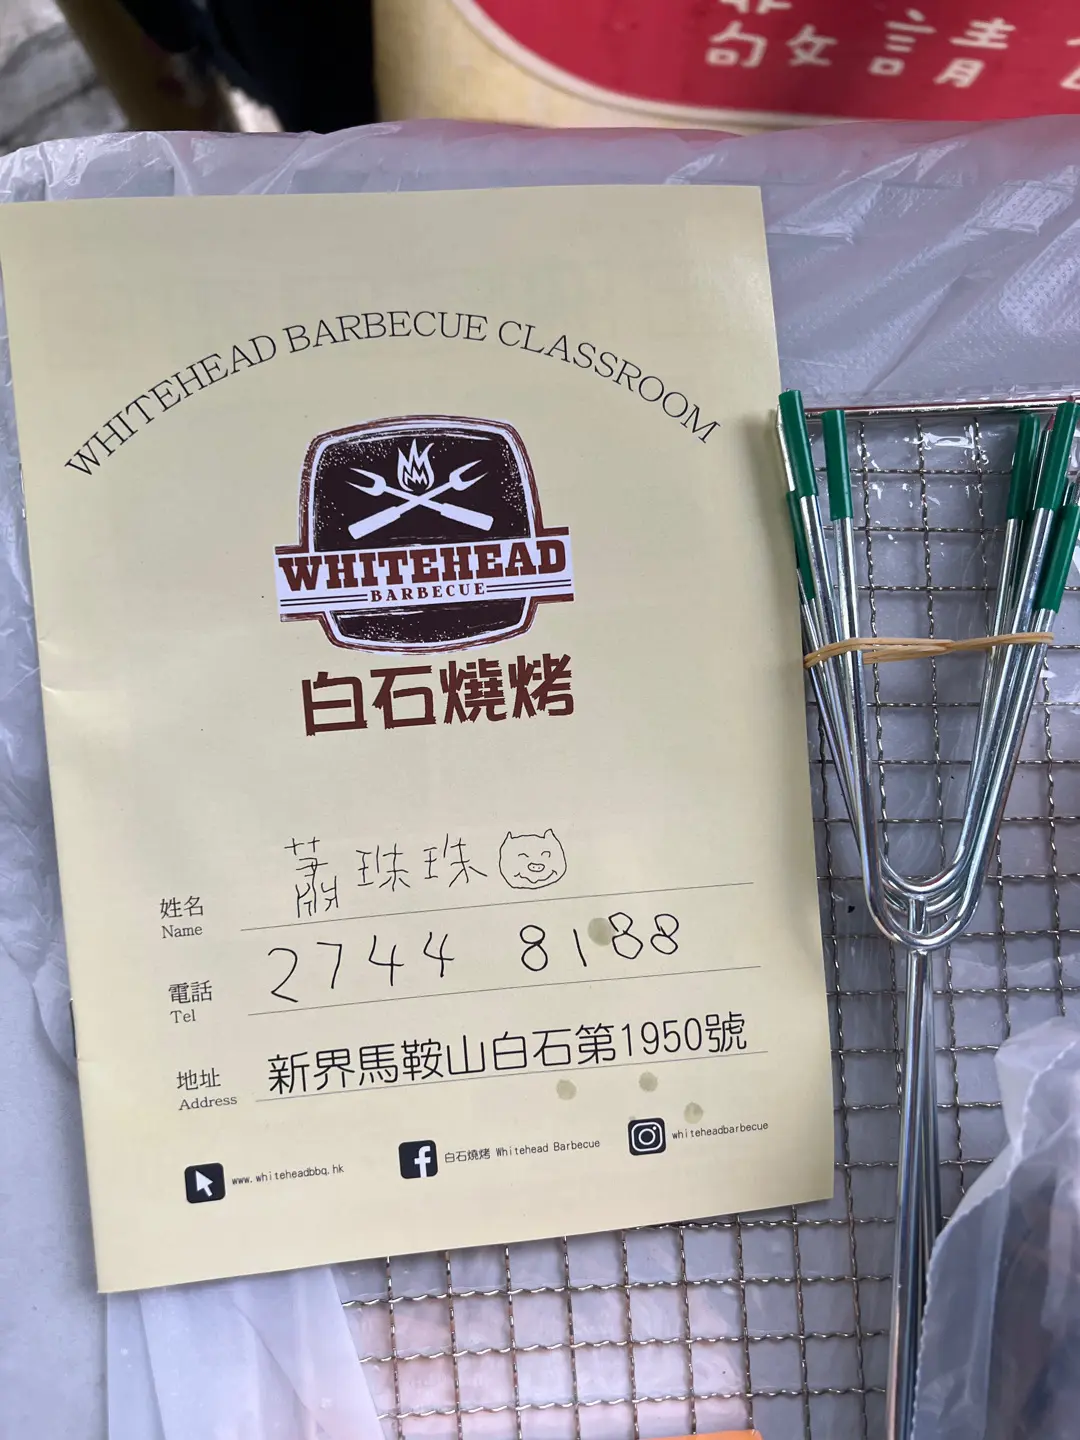 敬請
WHITEHEAD BARBECUE CLASSROOM
WHITEHEAD
BARBECUE
白石燒烤
姓名 蕭珠珠
Name
電話 2744 8188
Tel
地址 新界馬鞍山白石第1950號
Address
www.whiteheadbbq.hk
白石燒烤 Whitehead Barbecue
whiteheadbarbecue